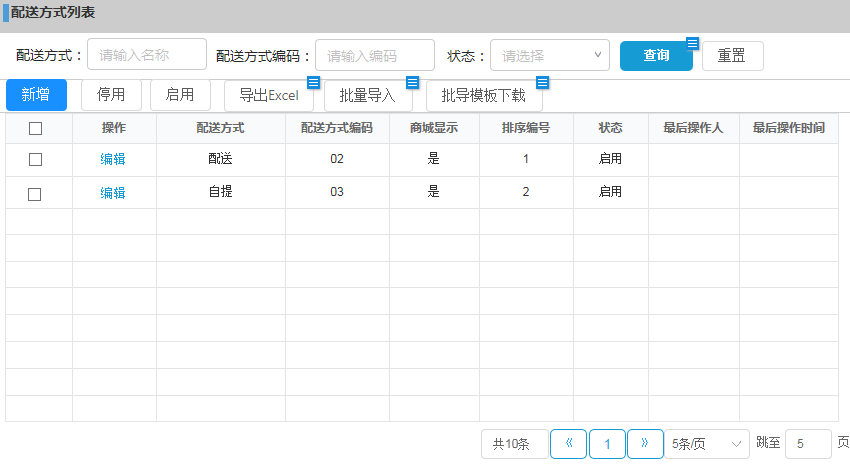 配送方式列表
配送方式： 请输入名称 配送方式编码： 请输入编码 状态： 请选择 查询 重置
新增 停用 启用 导出Excel 批量导入 批导模板下载
操作 配送方式 配送方式编码 商城显示 排序编号 状态 最后操作人 最后操作时间
编辑 配送 02 是 1 启用
编辑 自提 03 是 2 启用
共10条 《 1 》 5条/页 跳至 5 页